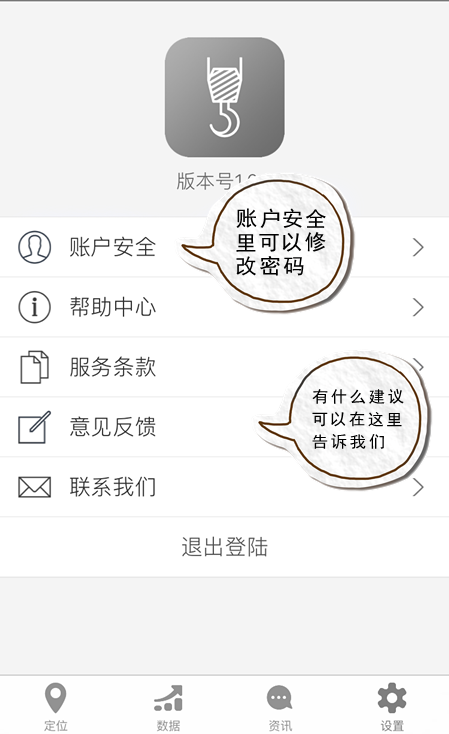 版本号1.0
账户安全
账户安全
里可以修
改密码
帮助中心
服务条款
有什么建议
可以在这里
告诉我们
意见反馈
联系我们
退出登陆
定位
数据
资讯
设置